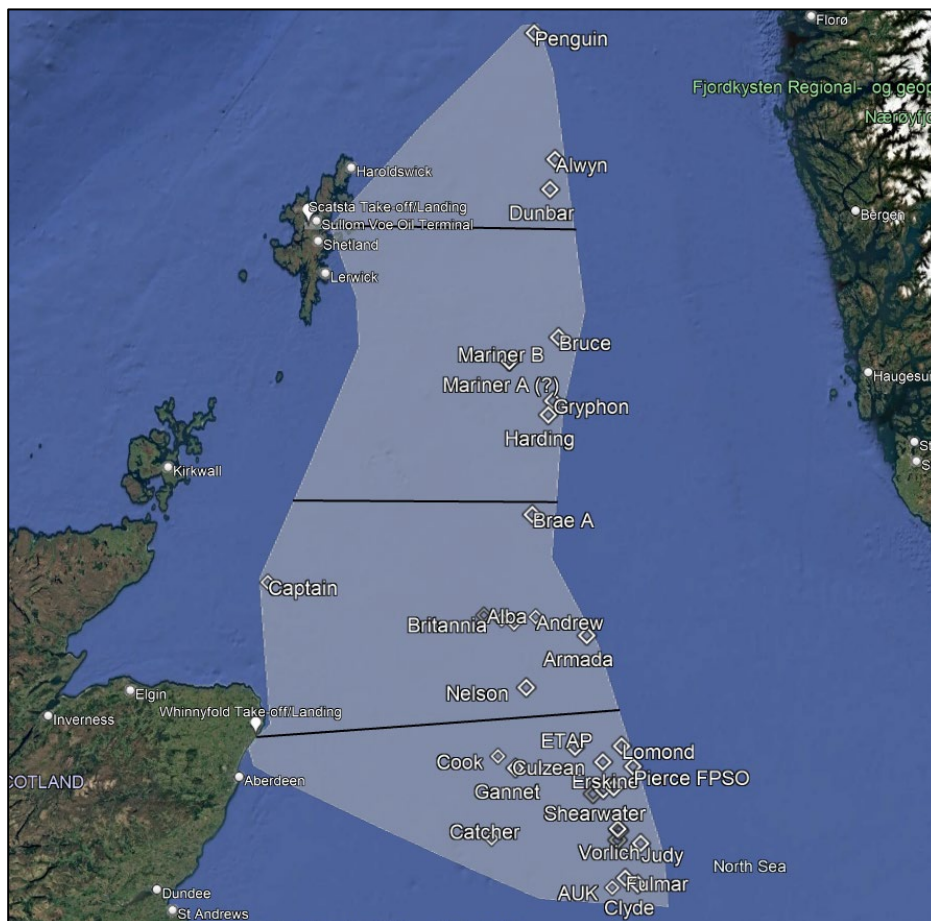 Florø
Penguin
Fjordkysten Regional- og geop
Nærøyfj
Alwyn
Haroldswick
Dunbar
Scatsta Take-off/Landing
Bergen
Sullom Voe Oil Terminal
Shetland
Lerwick
Bruce
Mariner B
Haugesun
Mariner A (?)
Gryphon
Harding
St
S
Kirkwall
Brae A
Captain
Alba
Britannia
Andrew
Armada
Elgin
Nelson
Inverness
Whinnyfold Take-off/Landing
ETAP
Lomond
Cook
Culzean
Aberdeen
COTLAND
Erskine
Pierce FPSO
Gannet
Shearwater
Catcher
Vorlich
Judy
North Sea
Dundee
AUK
Fulmar
St Andrews
Clyde